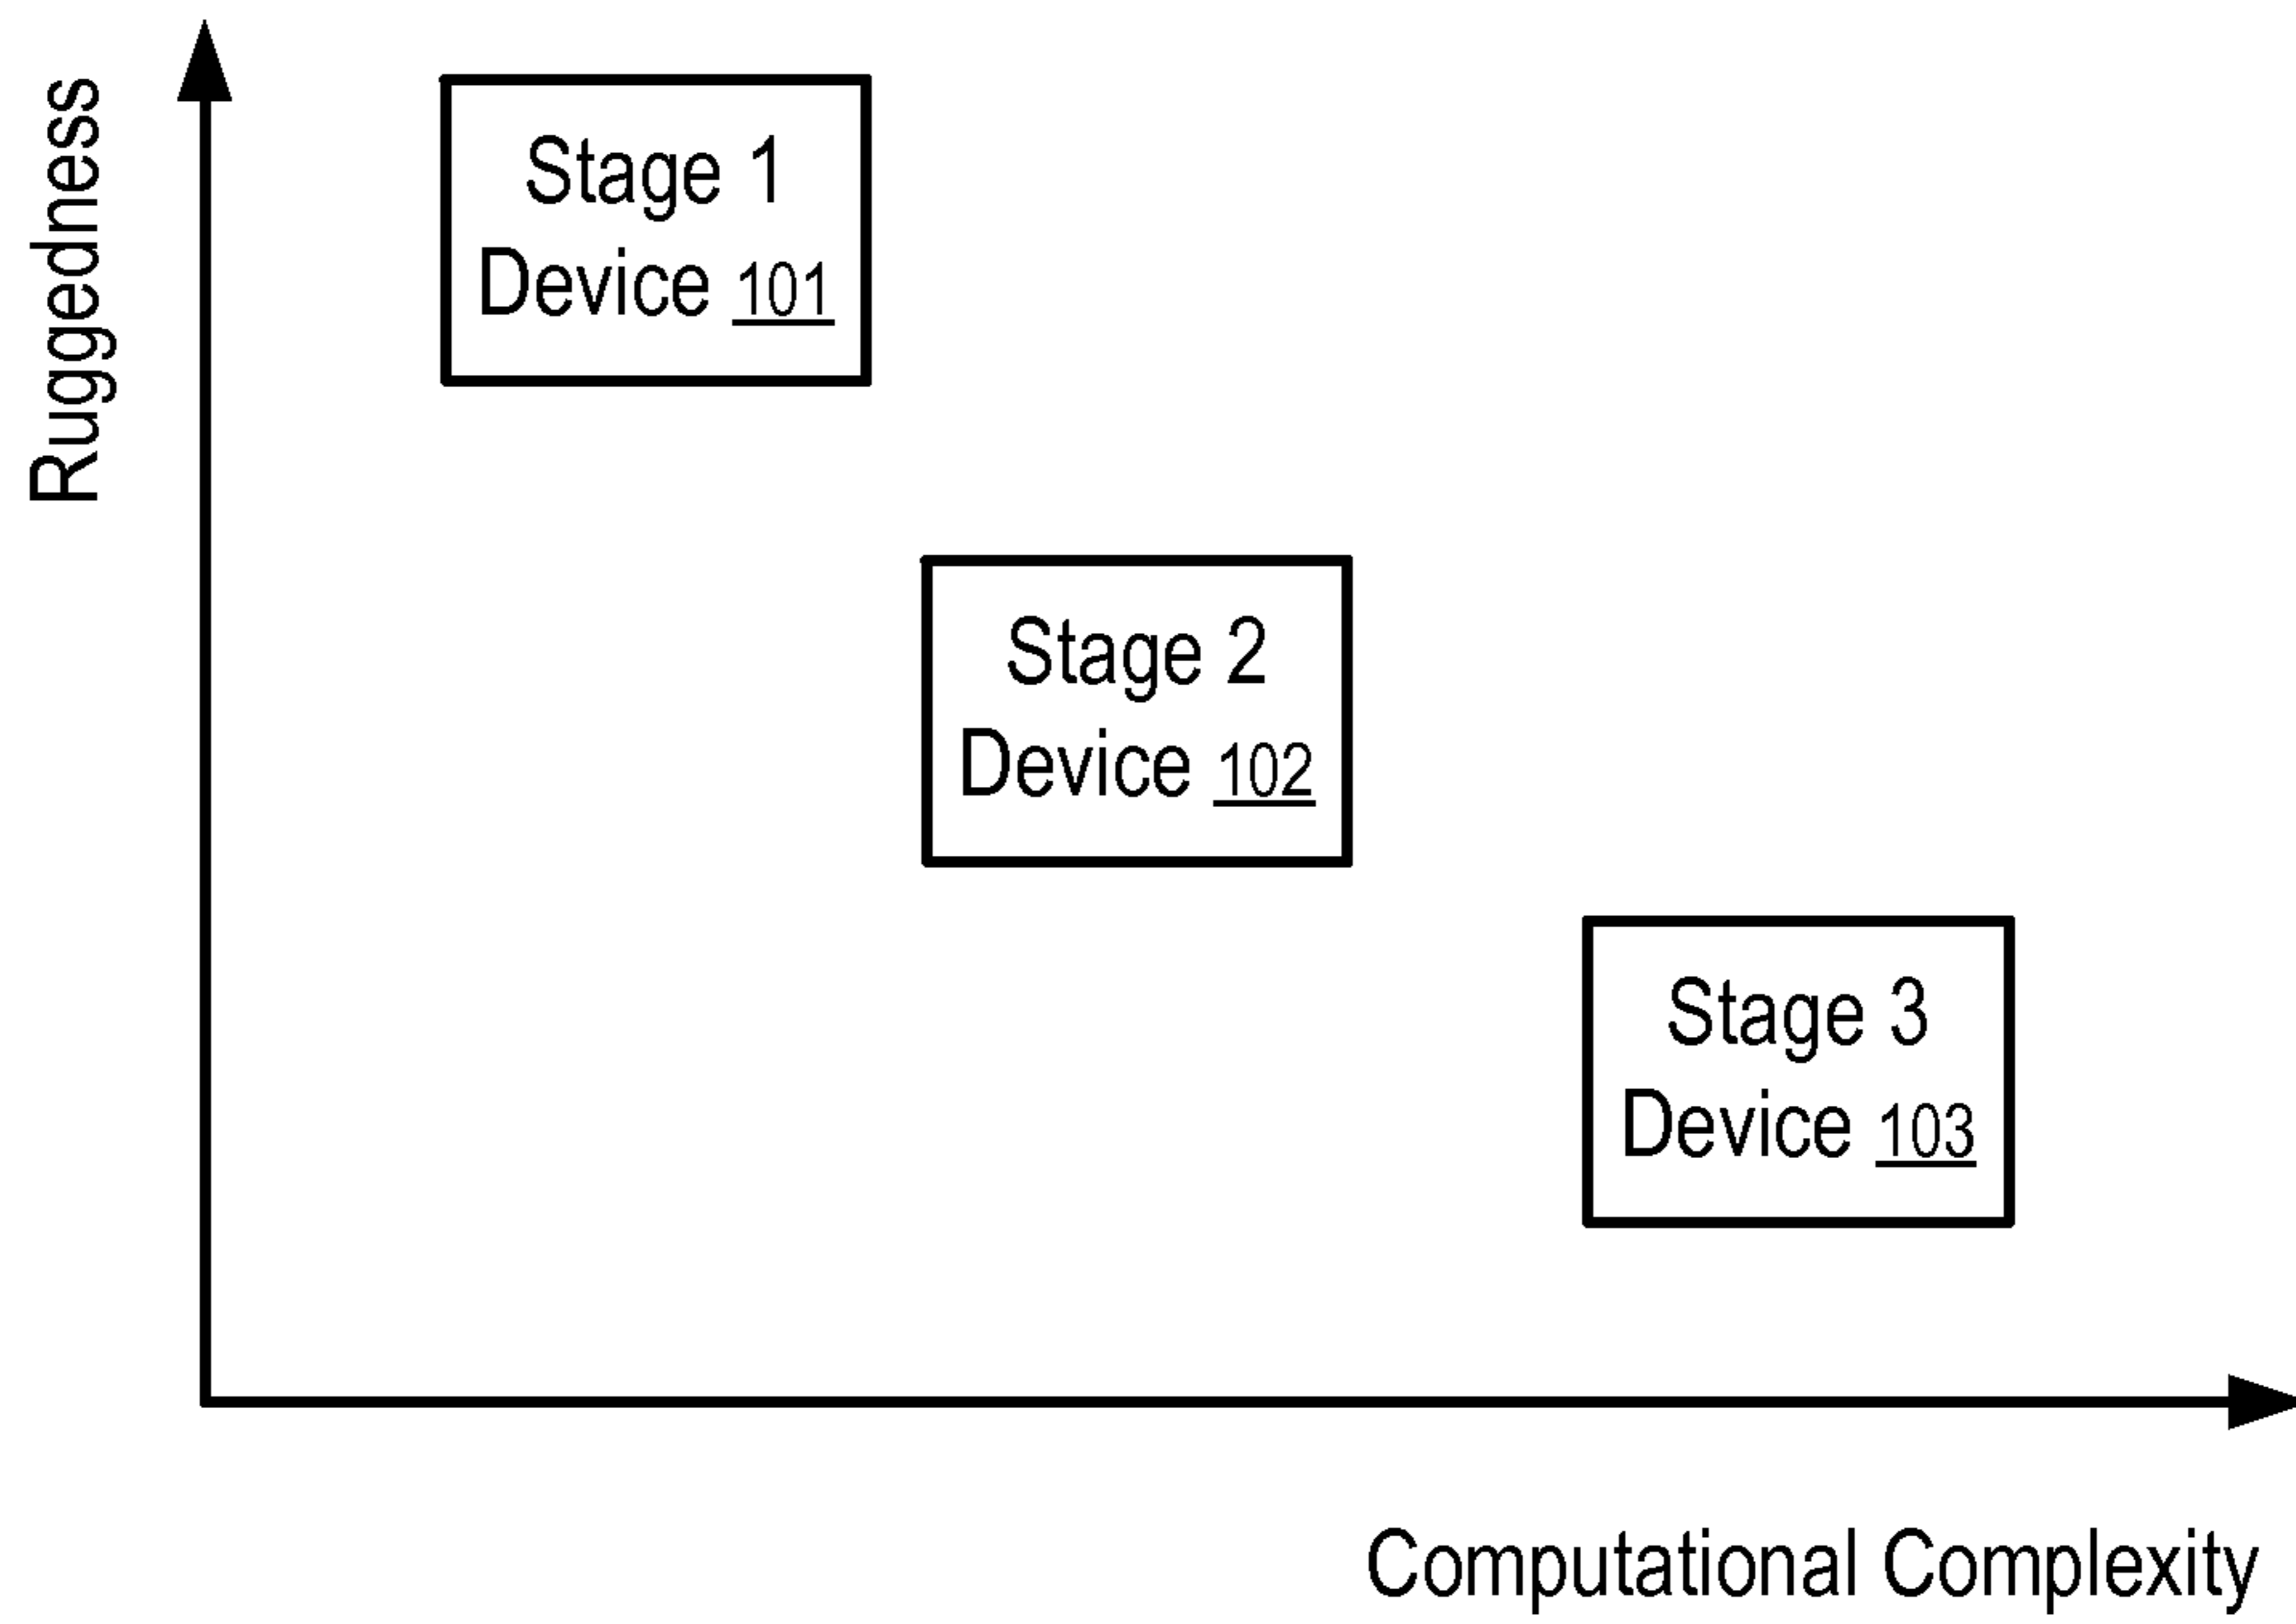 Ruggedness
Stage 1
Device 101
Stage 2
Device 102
Stage 3
Device 103
Computational Complexity